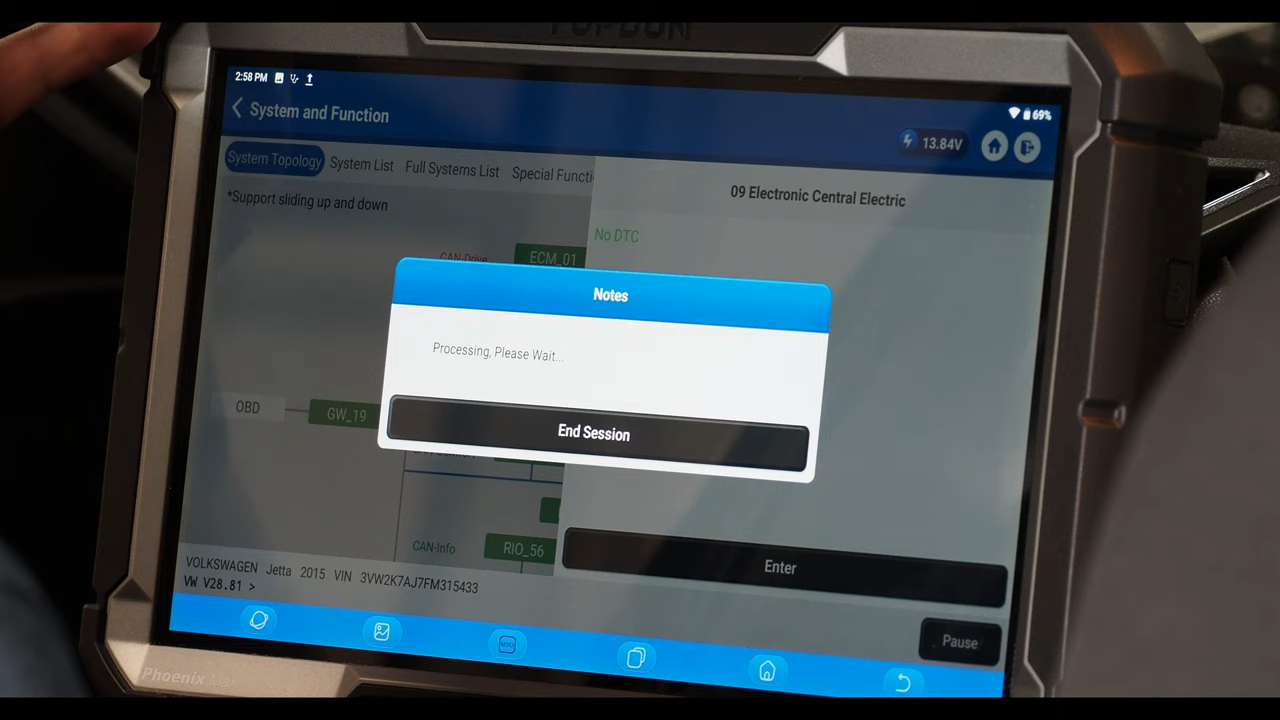 TOPDON
2:58 PM
69%
System and Function
13.84V
System Topology System List Full Systems List Special Functi
*Support sliding up and down
09 Electronic Central Electric
No DTC
CAN-Drive
ECM_01
Notes
Processing, Please Wait...
End Session
OBD
GW_19
CAN-Info
RIO_56
Enter
VOLKSWAGEN Jetta 2015 VIN 3VW2K7AJ7FM315433
VW V28.81 >
Pause
Phoenix Max